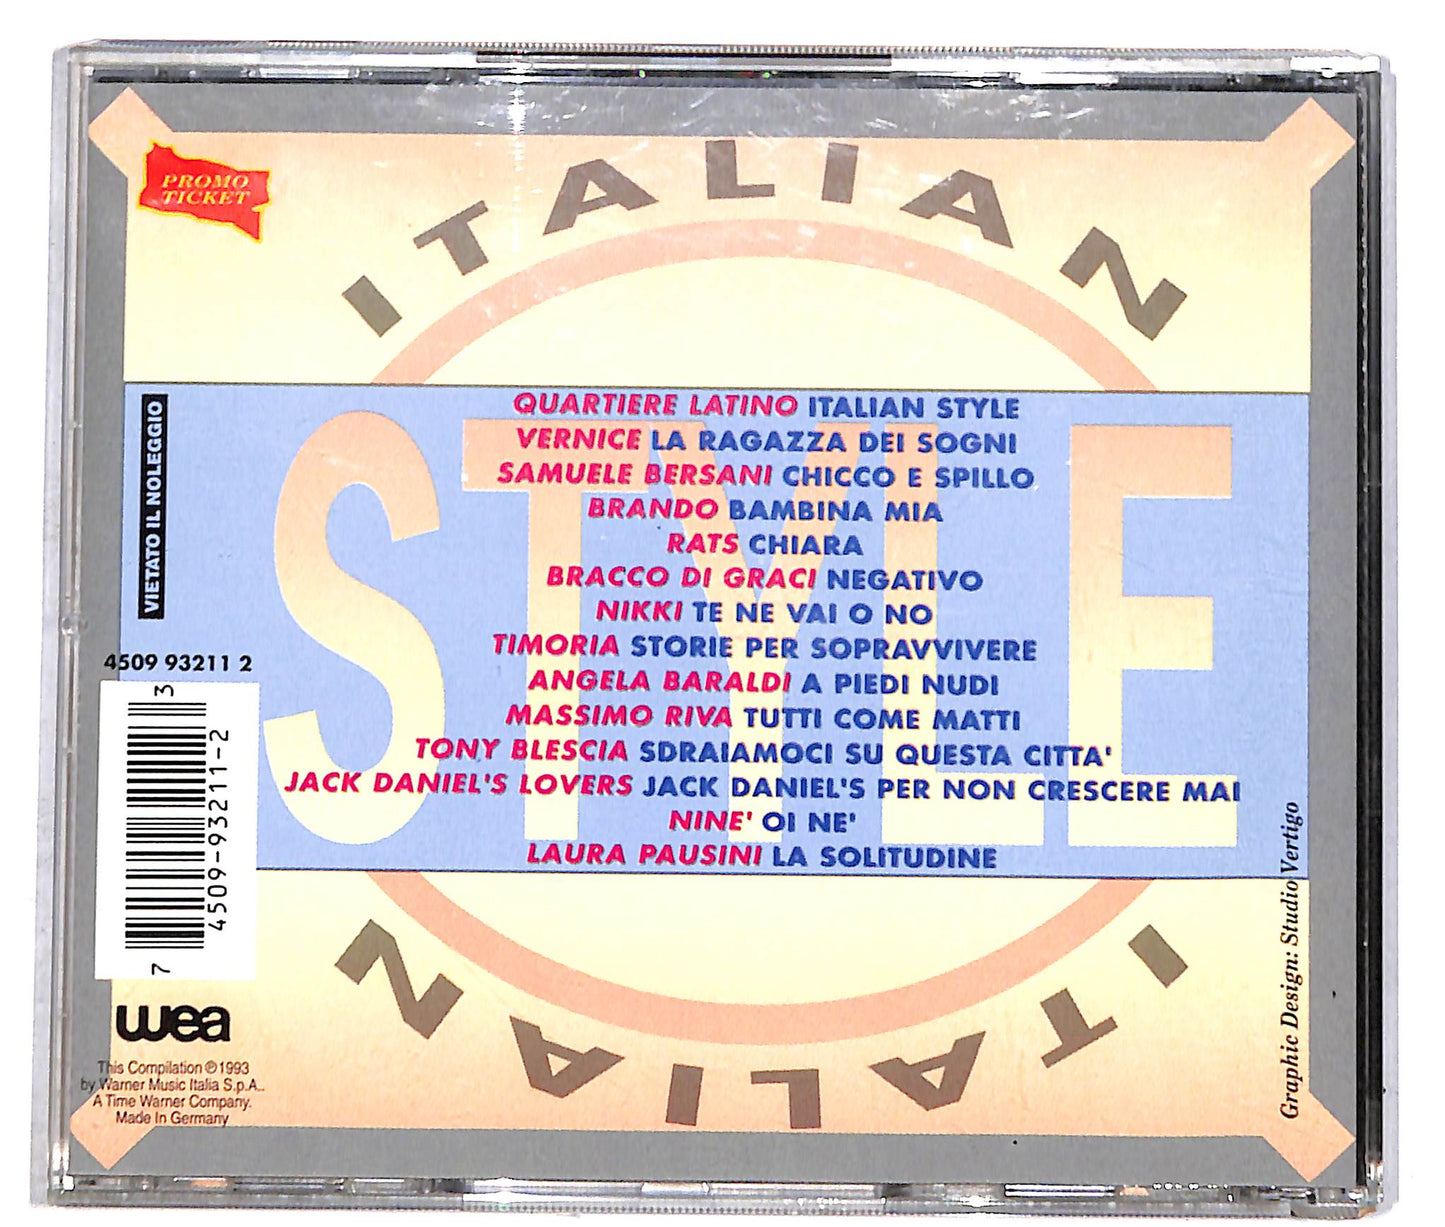 PROMO
TICKET
ITALIAN
STYLE
VIETATO IL NOLEGGIO
QUARTIERE LATINO ITALIAN STYLE
VERNICE LA RAGAZZA DEI SOGNI
SAMUELE BERSANI CHICCO E SPILLO
BRANDO BAMBINA MIA
RATS CHIARA
BRACCO DI GRACI NEGATIVO
NIKKI TE NE VAI O NO
TIMORIA STORIE PER SOPRAVVIVERE
ANGELA BARALDI A PIEDI NUDI
MASSIMO RIVA TUTTI COME MATTI
TONY BLESCIA SDRAIAMOCI SU QUESTA CITTA'
JACK DANIEL'S LOVERS JACK DANIEL'S PER NON CRESCERE MAI
NINE' OI NE'
LAURA PAUSINI LA SOLITUDINE
4509 93211 2
7 4509-93211-2 3
ITALIAN
wea
This Compilation ℗ 1993
by Warner Music Italia S.p.A..
A Time Warner Company.
Made In Germany
Graphic Design: Studio Vertigo